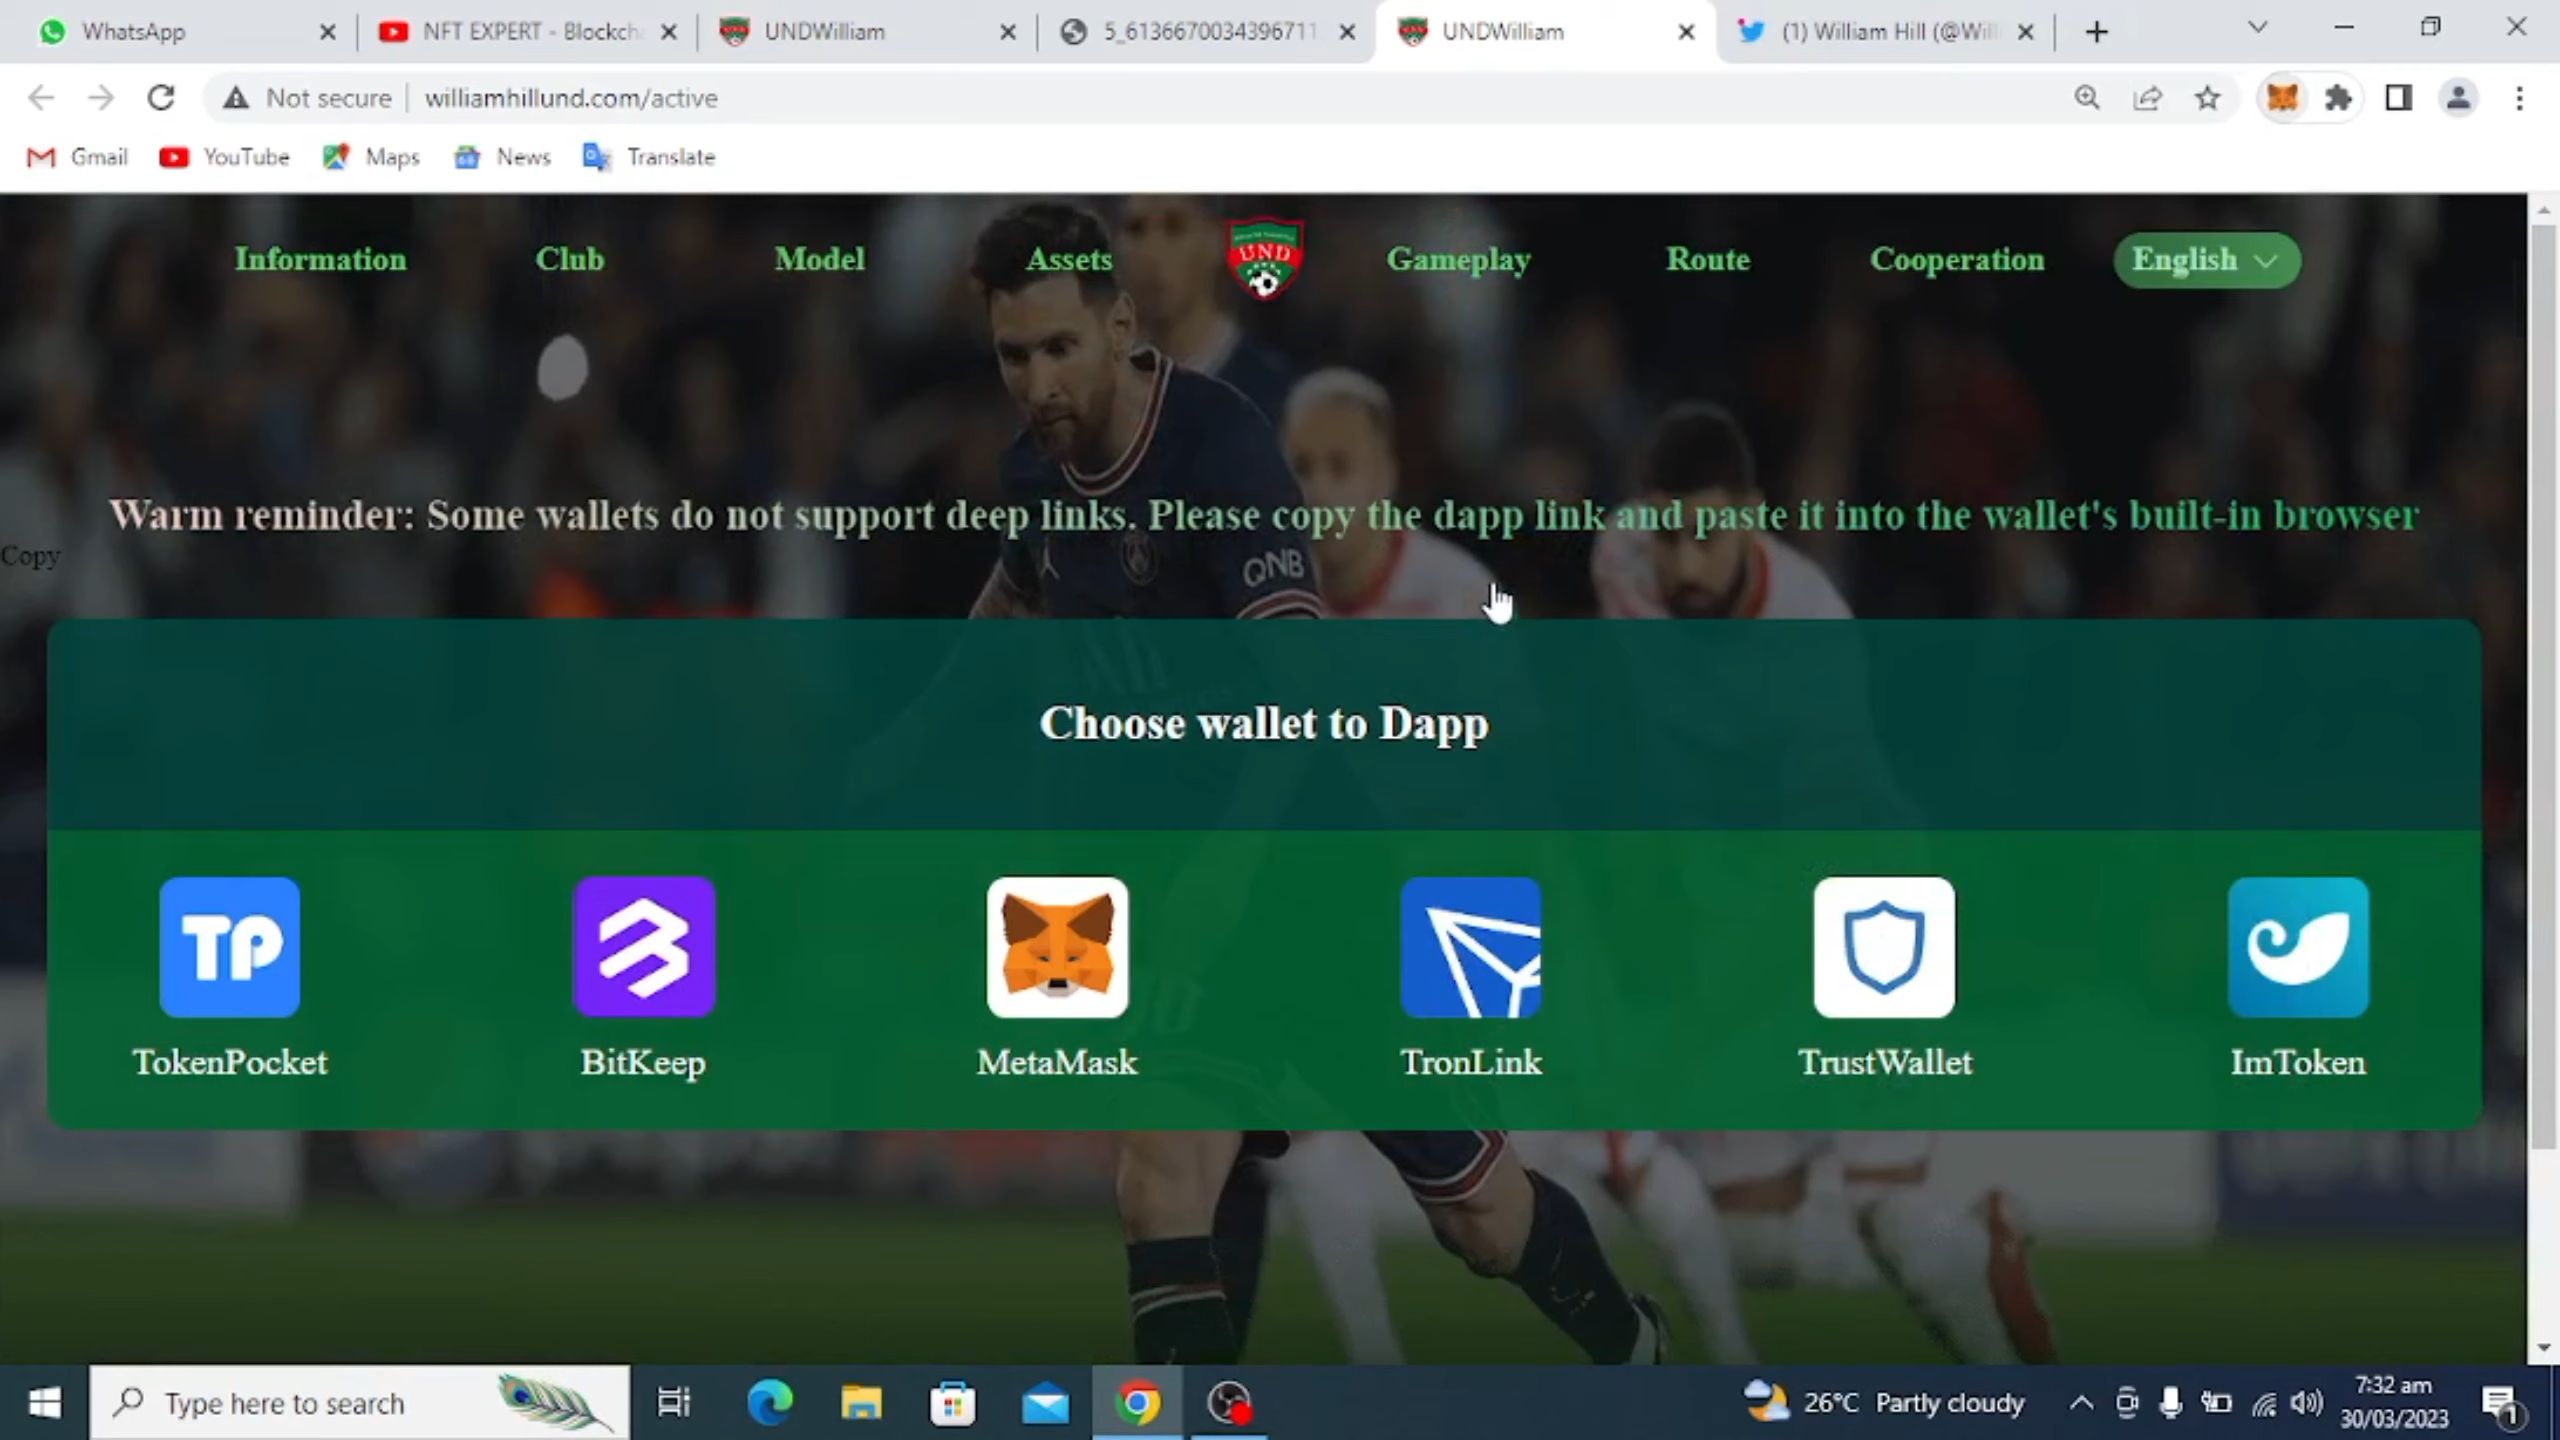 WhatsApp
NFT EXPERT - Blockch
UNDWilliam
5_6136670034396711
UNDWilliam
(1) William Hill (@Will
Not secure
williamhillund.com/active
Gmail
YouTube
Maps
News
Translate
Information
Club
Model
Assets
UND
Gameplay
Route
Cooperation
English
Warm reminder: Some wallets do not support deep links. Please copy the dapp link and paste it into the wallet's built-in browser
Copy
QNB
Choose wallet to Dapp
TP
TokenPocket
BitKeep
MetaMask
TronLink
TrustWallet
ImToken
Type here to search
26°C Partly cloudy
7:32 am
30/03/2023
1